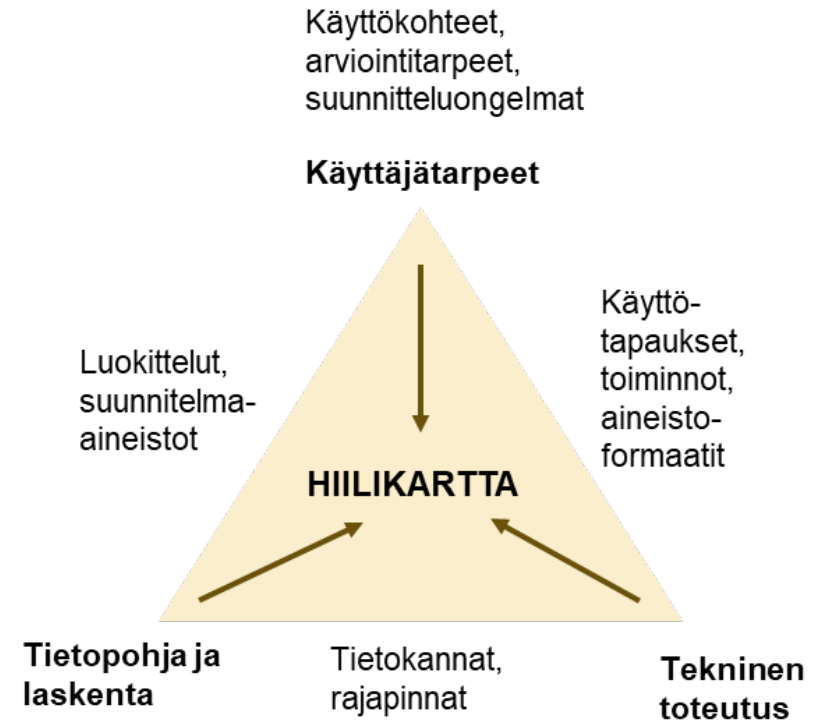 Käyttökohteet,
arviointitarpeet,
suunnitteluongelmat
Käyttäjätarpeet
Luokittelut,
suunnitelma-
aineistot
Käyttö-
tapaukset,
toiminnot,
aineisto-
formaatit
HIILIKARTTA
Tietopohja ja
laskenta
Tietokannat,
rajapinnat
Tekninen
toteutus